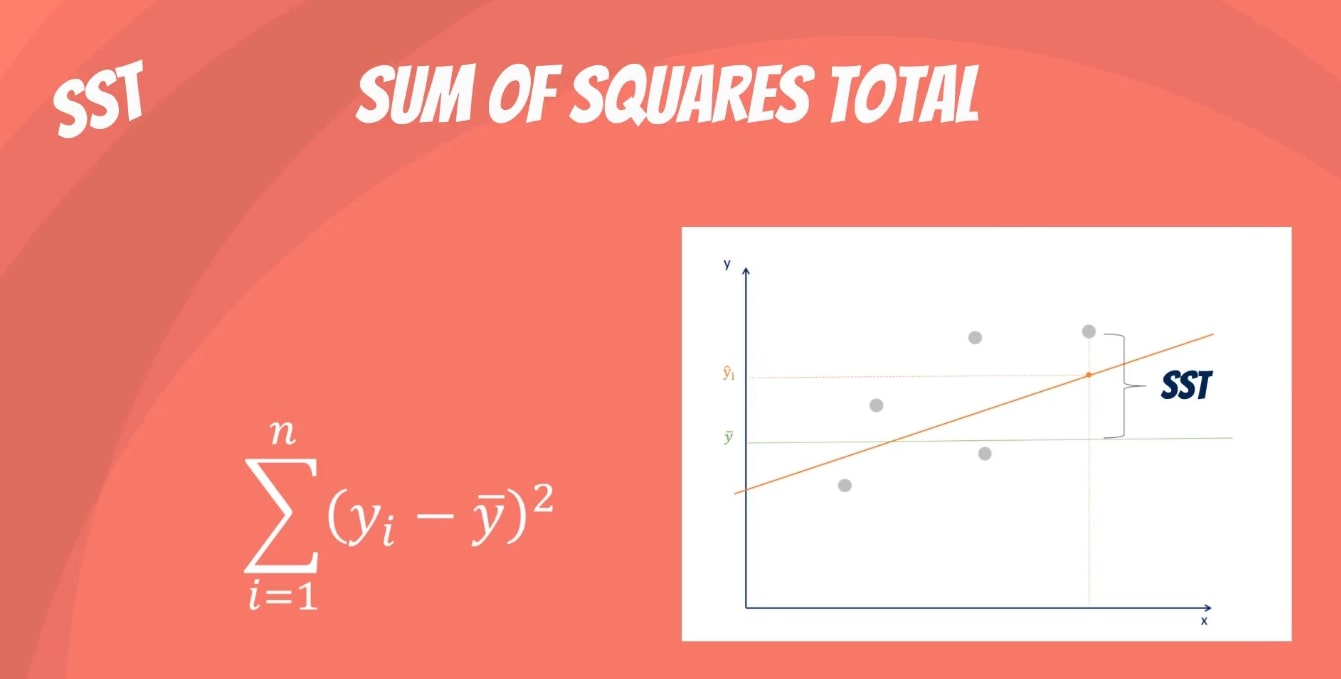 SST
SUM OF SQUARES TOTAL
n
∑(yᵢ − ȳ)²
i=1
y
ŷᵢ
SST
ȳ
x